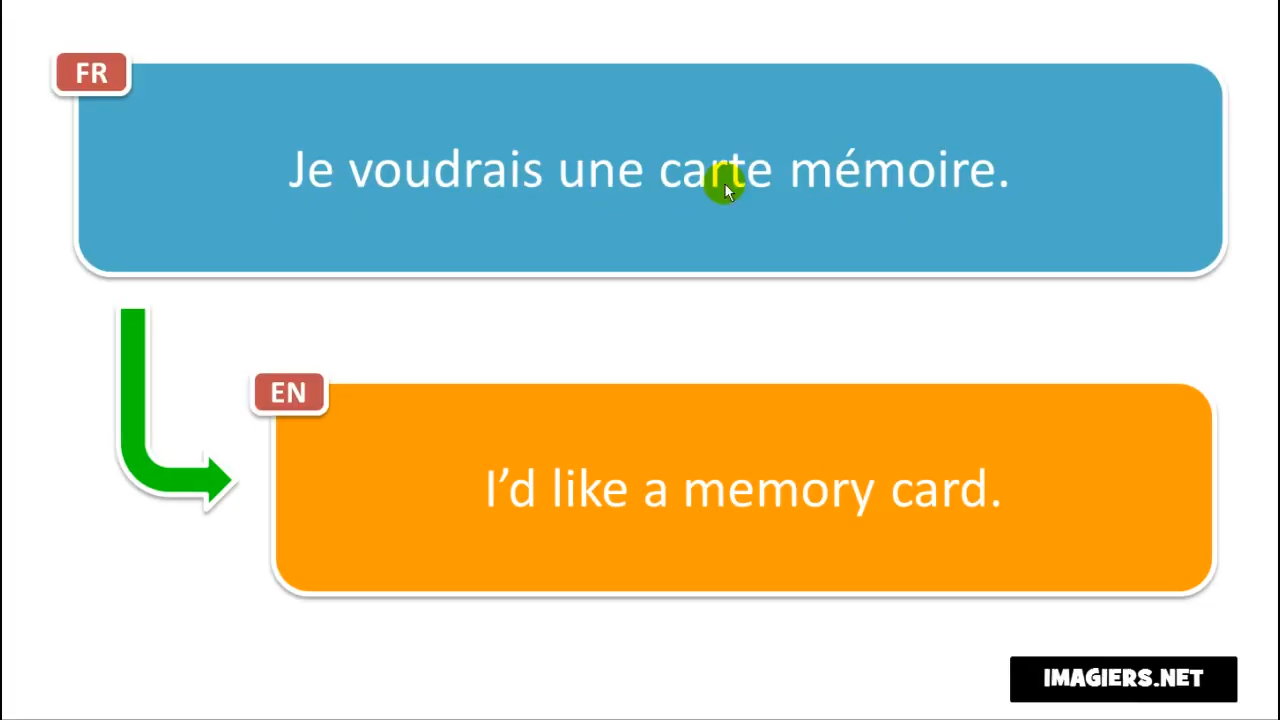 FR
Je voudrais une carte mémoire.
EN
I’d like a memory card.
IMAGIERS.NET